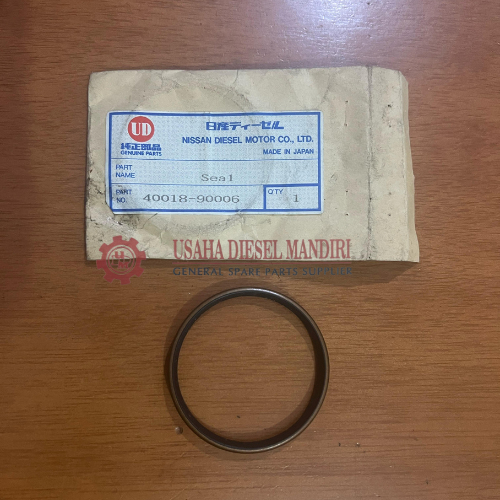 UD
純正部品
GENUINE PARTS
日産ディーゼル
NISSAN DIESEL MOTOR CO., LTD.
MADE IN JAPAN
PART
NAME
Seal
PART
NO.
40018-90006
Q'TY
1
USAHA DIESEL MANDIRI
GENERAL SPARE PARTS SUPPLIER